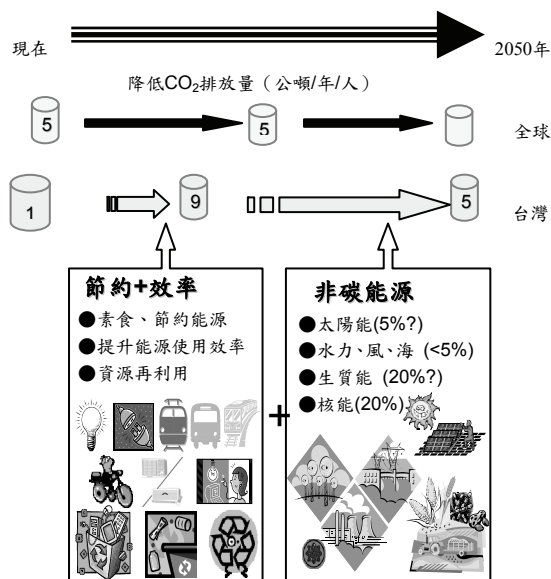 現在
2050年
降低CO₂排放量（公噸/年/人）
5
5
全球
1
9
5
台灣
節約+效率
●素食、節約能源
●提升能源使用效率
●資源再利用
+
非碳能源
●太陽能(5%?)
●水力、風、海 (<5%)
●生質能 (20%?)
●核能(20%)